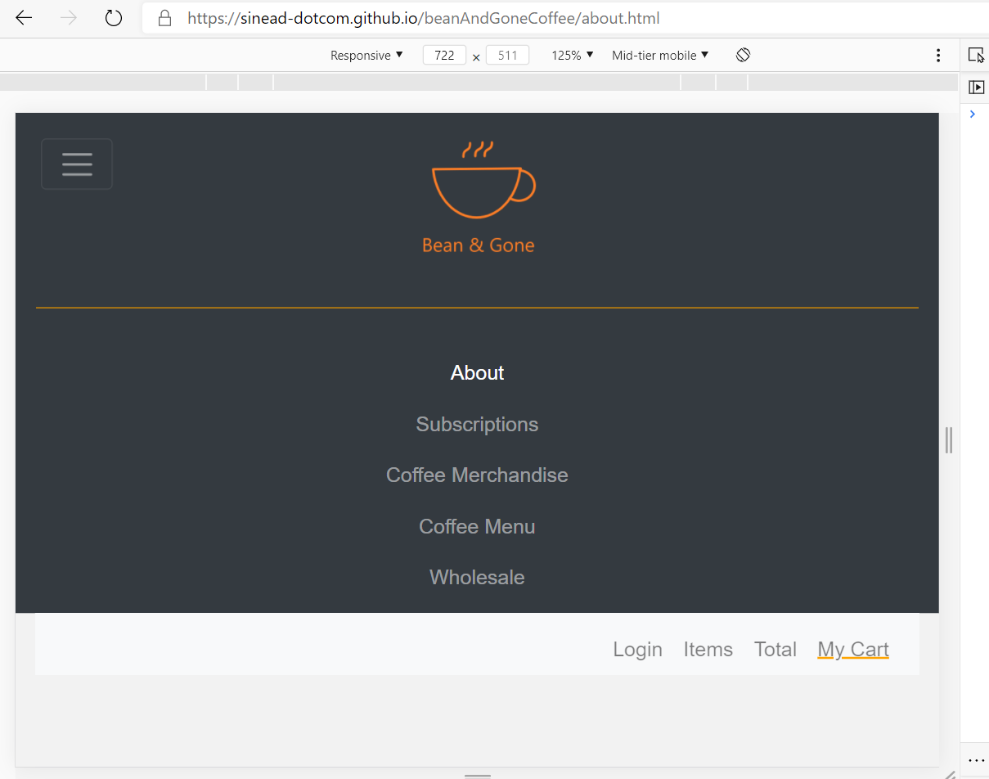 https://sinead-dotcom.github.io/beanAndGoneCoffee/about.html
Responsive ▼ 722 × 511 125% ▼ Mid-tier mobile ▼
Bean & Gone
About
Subscriptions
Coffee Merchandise
Coffee Menu
Wholesale
Login Items Total My Cart